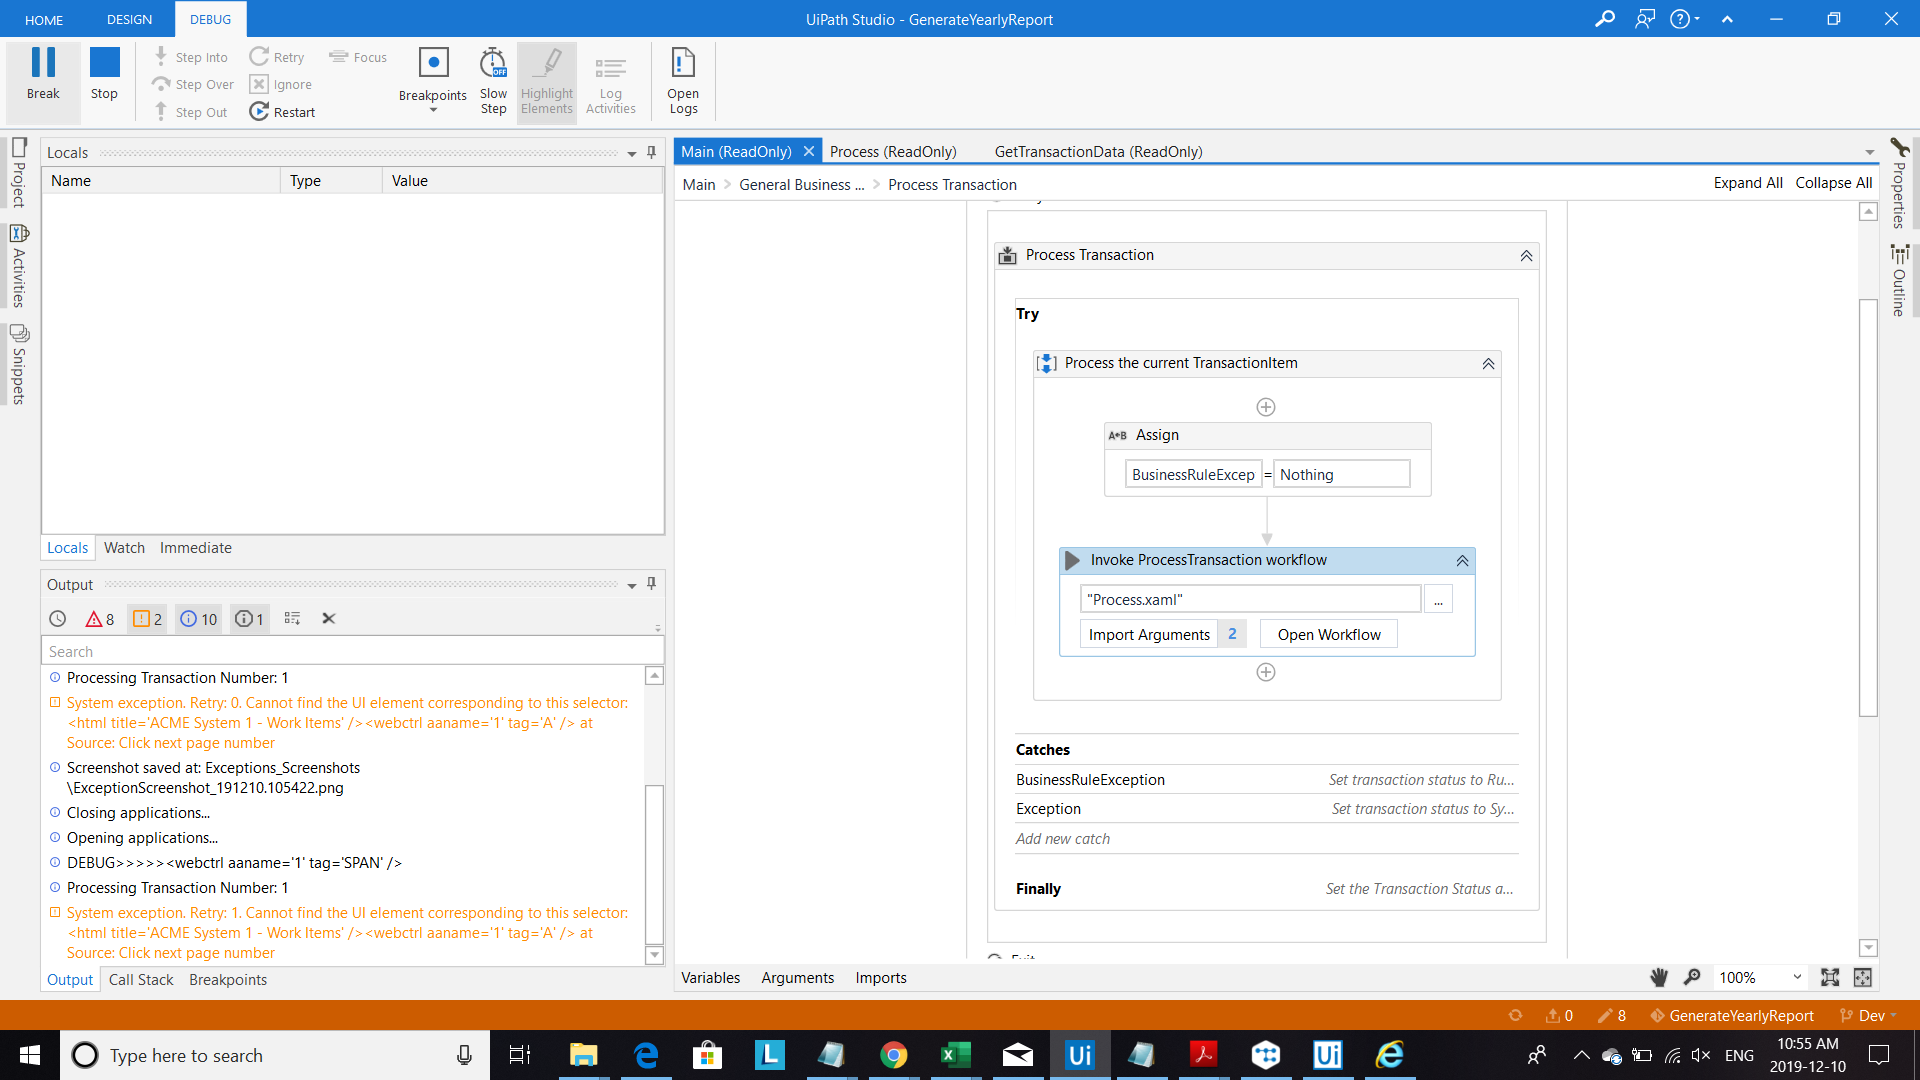 HOME
DESIGN
DEBUG
UiPath Studio - GenerateYearlyReport
Break
Stop
Step Into
Step Over
Step Out
Retry
Ignore
Restart
Focus
Breakpoints
OFF
Slow
Step
Highlight
Elements
Log
Activities
Open
Logs
Project
Activities
Snippets
Locals
Name
Type
Value
Locals
Watch
Immediate
Output
8
2
10
1
Search
Processing Transaction Number: 1
System exception. Retry: 0. Cannot find the UI element corresponding to this selector:
<html title='ACME System 1 - Work Items' /><webctrl aaname='1' tag='A' /> at
Source: Click next page number
Screenshot saved at: Exceptions_Screenshots
\ExceptionScreenshot_191210.105422.png
Closing applications...
Opening applications...
DEBUG>>>>><webctrl aaname='1' tag='SPAN' />
Processing Transaction Number: 1
System exception. Retry: 1. Cannot find the UI element corresponding to this selector:
<html title='ACME System 1 - Work Items' /><webctrl aaname='1' tag='A' /> at
Source: Click next page number
Output
Call Stack
Breakpoints
Main (ReadOnly)
Process (ReadOnly)
GetTransactionData (ReadOnly)
Main > General Business ... > Process Transaction
Expand All
Collapse All
Process Transaction
Try
Process the current TransactionItem
A+B Assign
BusinessRuleExcep = Nothing
Invoke ProcessTransaction workflow
"Process.xaml"
...
Import Arguments 2
Open Workflow
Catches
BusinessRuleException
Set transaction status to Ru...
Exception
Set transaction status to Sy...
Add new catch
Finally
Set the Transaction Status a...
Variables
Arguments
Imports
100%
Properties
Outline
0
8
GenerateYearlyReport
Dev
Type here to search
L
Ui
Ui
ENG
10:55 AM
2019-12-10